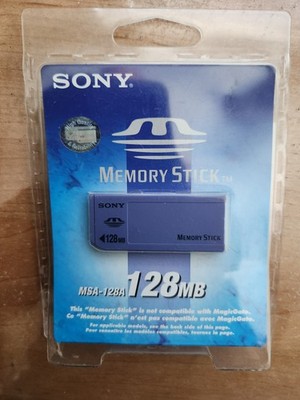 SONY
MEMORY STICK™
SONY
128MB
MEMORY STICK
MSA-128A 128MB
This "Memory Stick" is not compatible with MagicGate.
Ce "Memory Stick" n'est pas compatible avec MagicGate.
For applicable models, see the back side of this page.
Pour connaître les modèles compatibles, tournez la page.